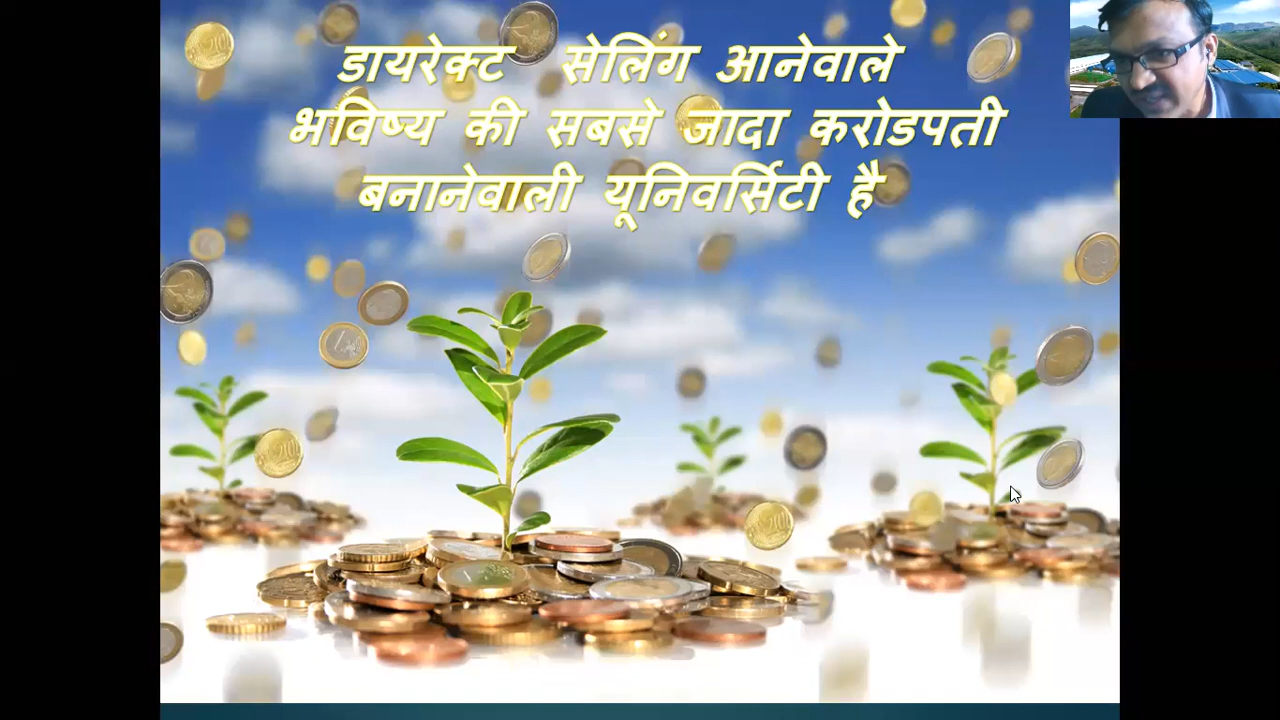 डायरेक्ट सेलिंग आनेवाले
भविष्य की सबसे जादा करोडपती
बनानेवाली यूनिवर्सिटी है